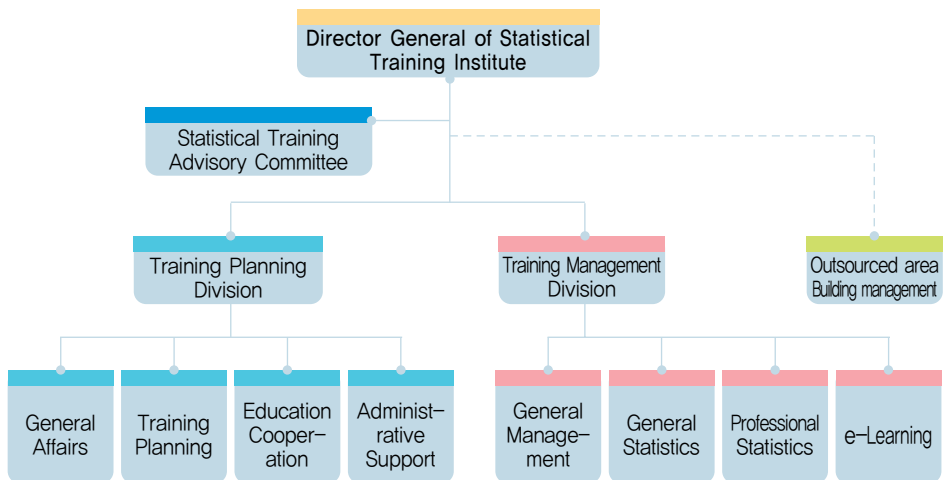 Director General of Statistical
Training Institute
Statistical Training
Advisory Committee
Training Planning
Division
Training Management
Division
Outsourced area
Building management
General
Affairs
Training
Planning
Education
Cooper-
ation
Administ-
rative
Support
General
Manage-
ment
General
Statistics
Professional
Statistics
e-Learning